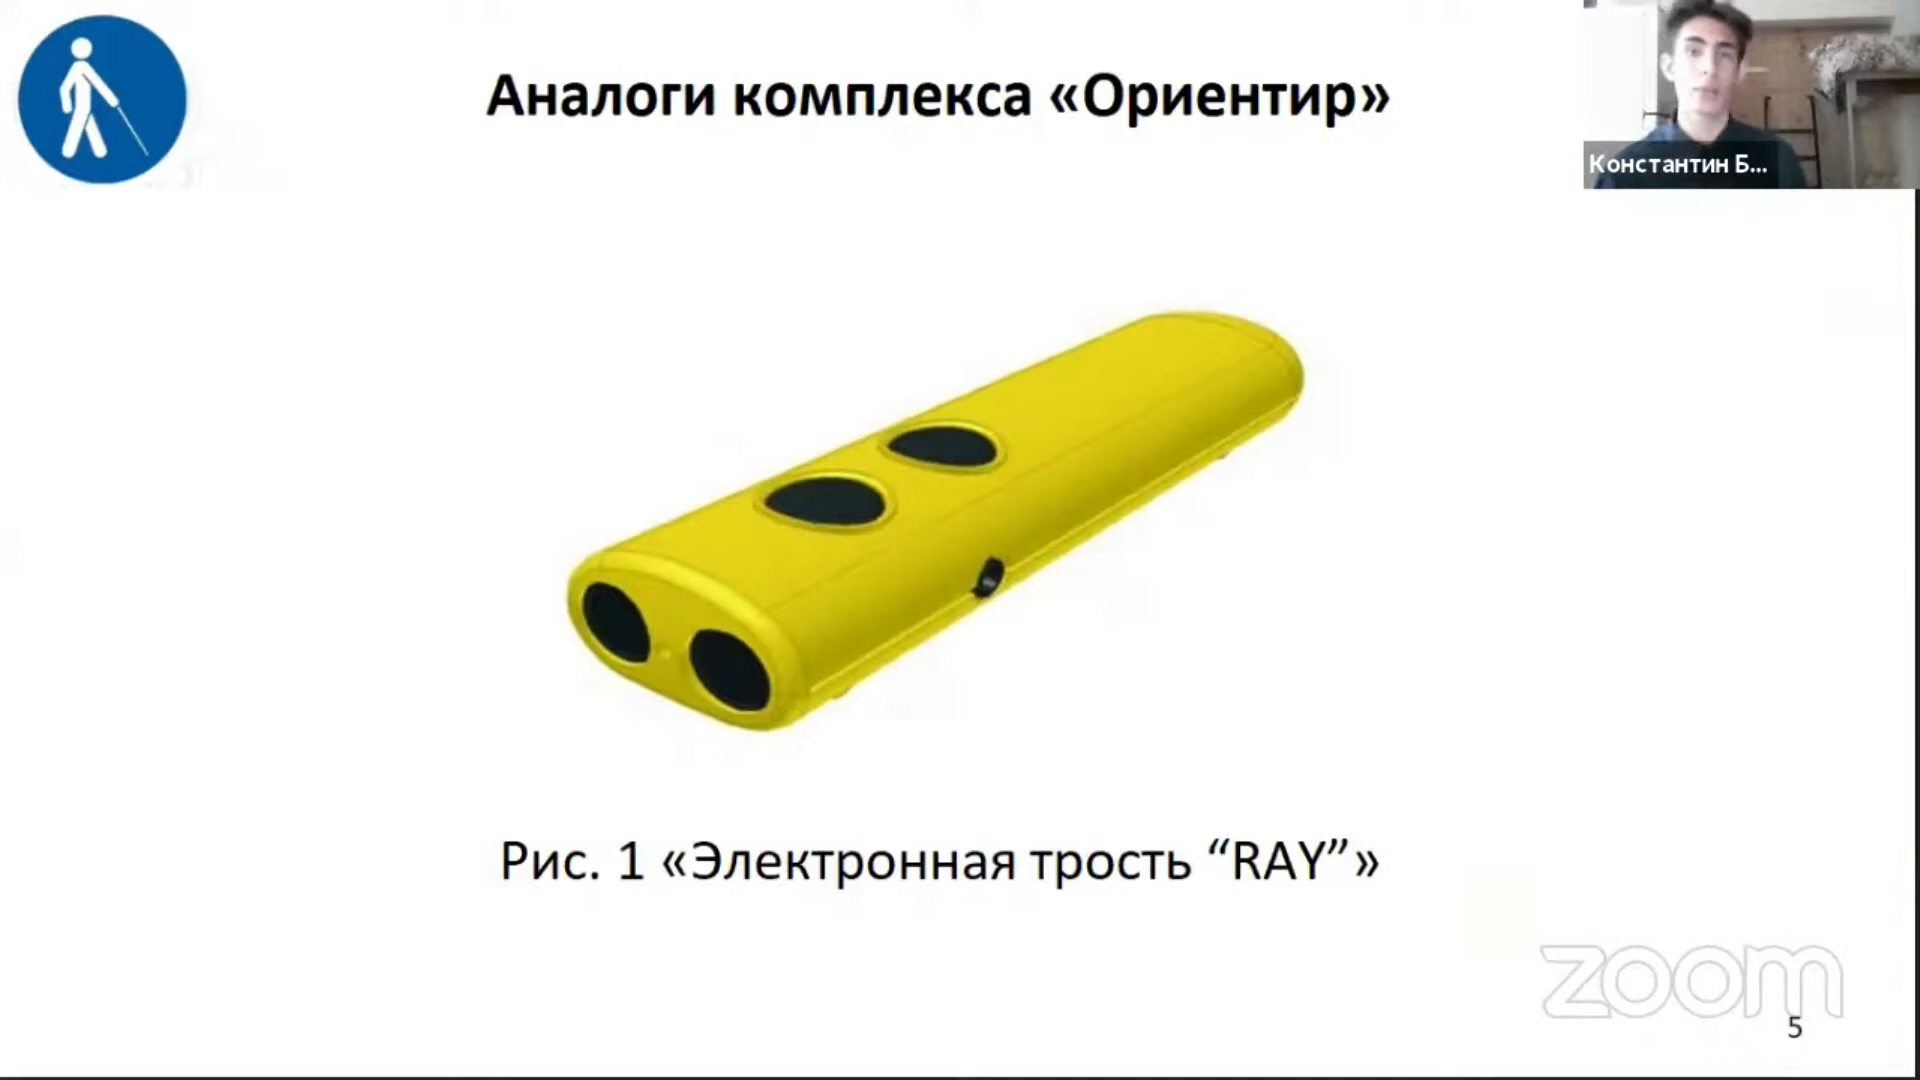 Аналоги комплекса «Ориентир»
Константин Б...
Рис. 1 «Электронная трость “RAY”»
zoom
5